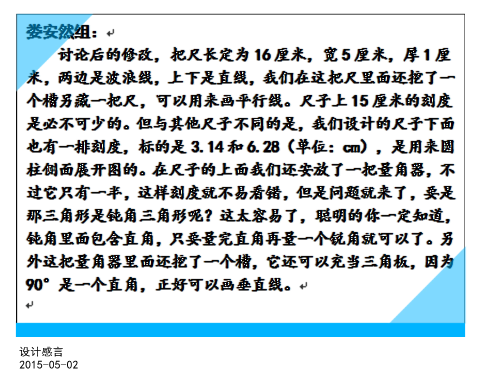 娄安然组：
讨论后的修改，把尺长定为16厘米，宽5厘米，厚1厘
米，两边是波浪线，上下是直线，我们在这把尺里面还挖了一
个槽另藏一把尺，可以用来画平行线。尺子上15厘米的刻度
是必不可少的。但与其他尺子不同的是，我们设计的尺子下面
也有一排刻度，标的是3.14和6.28（单位：cm），是用来圆
柱侧面展开图的。在尺子的上面我们还安放了一把量角器，不
过它只有一半，这样刻度就不易看错，但是问题就来了，要是
那三角形是钝角三角形呢？这太容易了，聪明的你一定知道，
钝角里面包含直角，只要量完直角再量一个锐角就可以了。另
外这把量角器里面还挖了一个槽，它还可以充当三角板，因为
90°是一个直角，正好可以画垂直线。
设计感言
2015-05-02